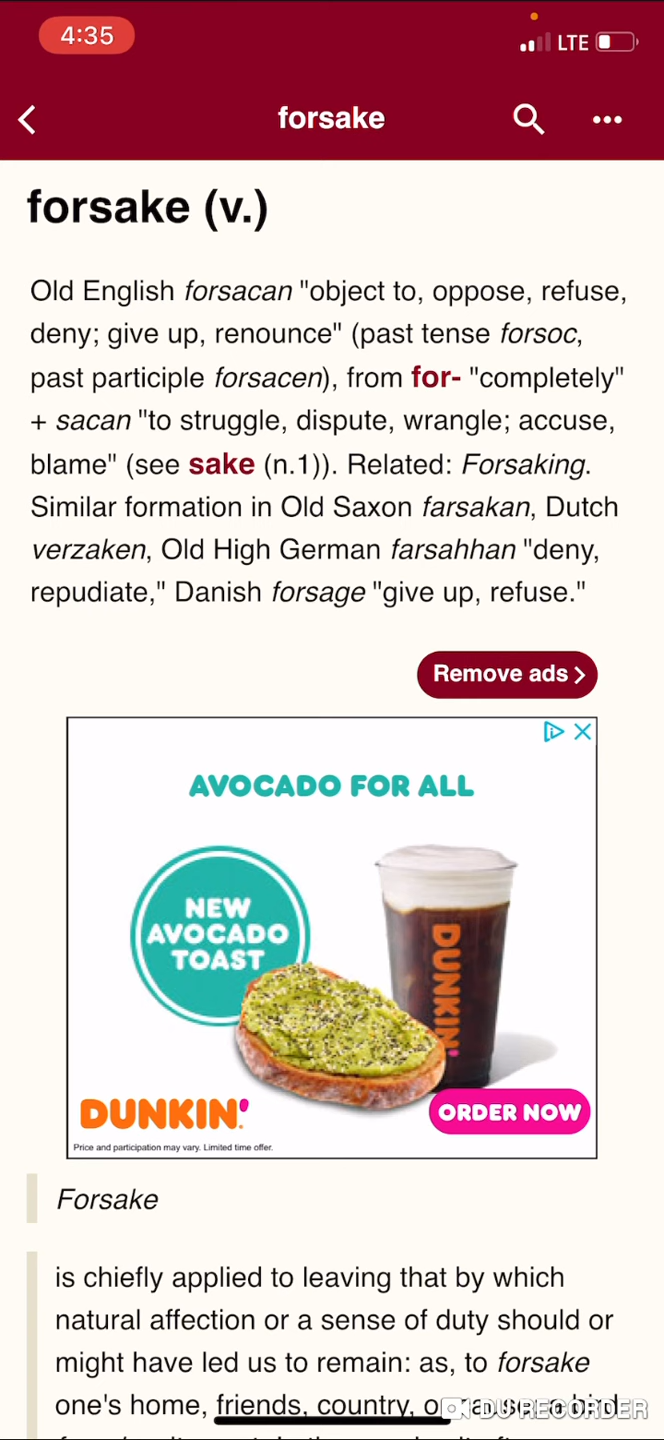 4:35
LTE
forsake
forsake (v.)
Old English forsacan "object to, oppose, refuse,
deny; give up, renounce" (past tense forsoc,
past participle forsacen), from for- "completely"
+ sacan "to struggle, dispute, wrangle; accuse,
blame" (see sake (n.1)). Related: Forsaking.
Similar formation in Old Saxon farsakan, Dutch
verzaken, Old High German farsahhan "deny,
repudiate," Danish forsage "give up, refuse."
Remove ads
AVOCADO FOR ALL
NEW
AVOCADO
TOAST
DUNKIN'
DUNKIN'
ORDER NOW
Price and participation may vary. Limited time offer.
Forsake
is chiefly applied to leaving that by which
natural affection or a sense of duty should or
might have led us to remain: as, to forsake
one's home, friends, country,
DU RECORDER